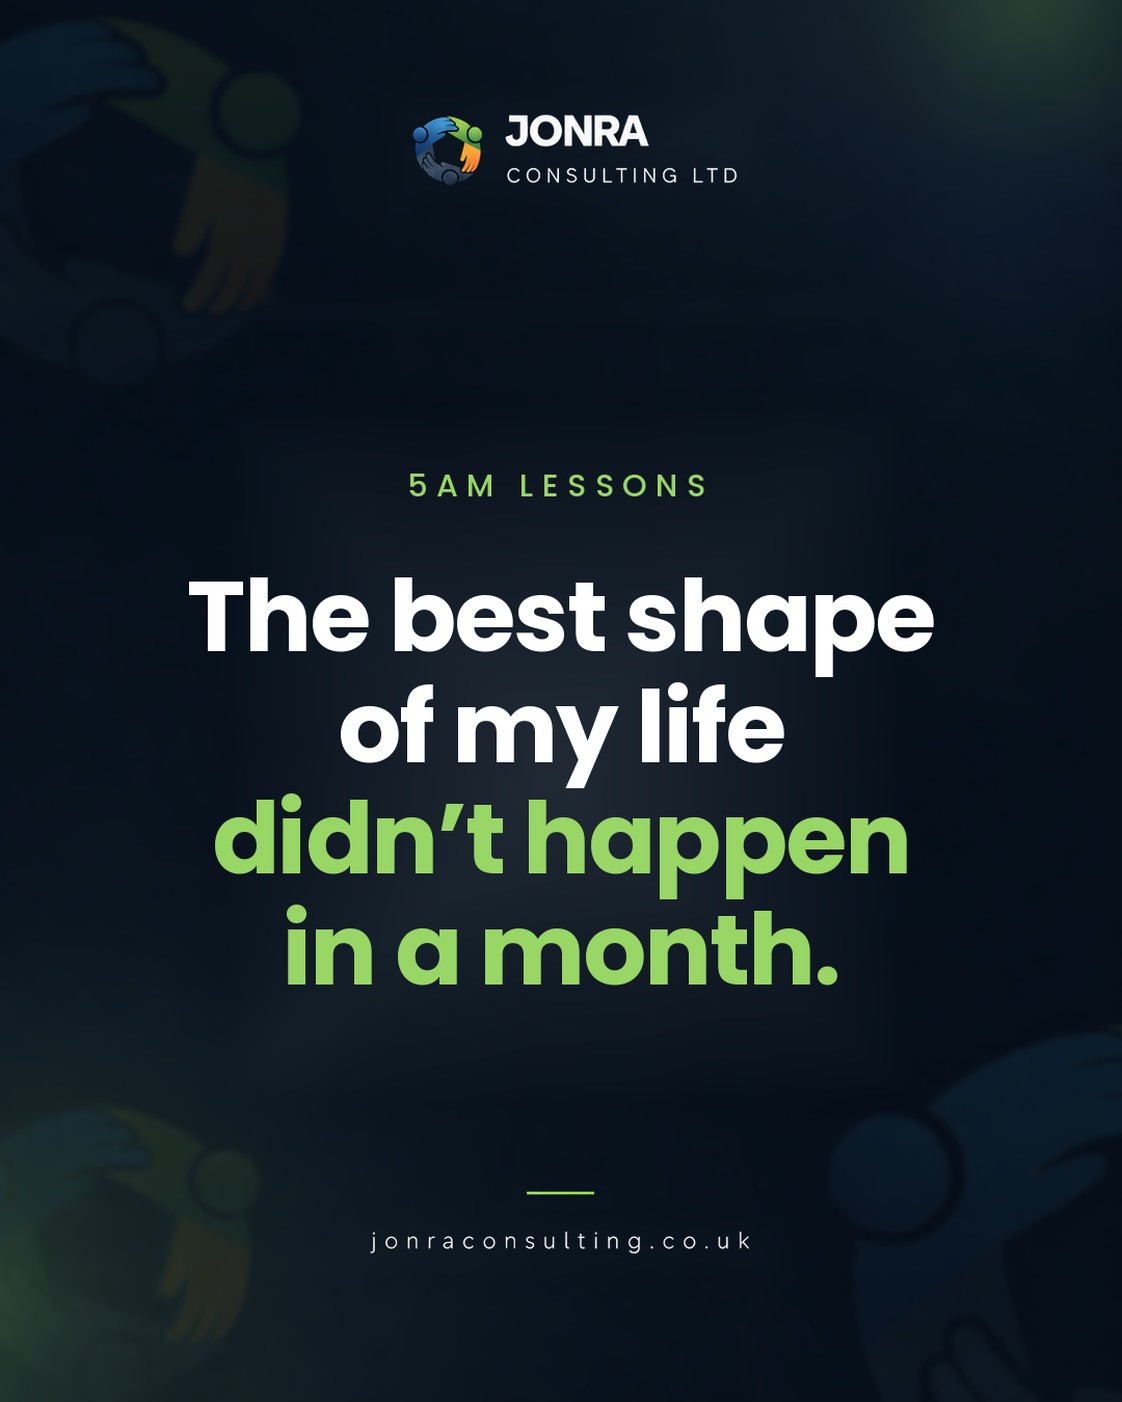 JONRA
CONSULTING LTD
5AM LESSONS
The best shape
of my life
didn’t happen
in a month.
jonraconsulting.co.uk